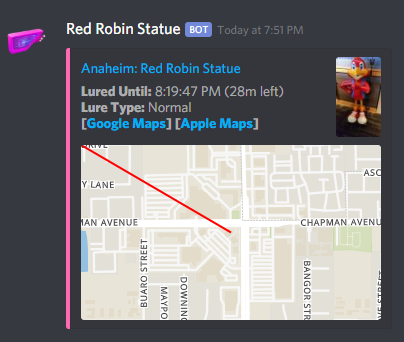 Red Robin Statue BOT Today at 7:51 PM
Anaheim: Red Robin Statue
Lured Until: 8:19:47 PM (28m left)
Lure Type: Normal
[Google Maps] [Apple Maps]
Y LANE
ASC
MAN AVENUE
CHAPMAN AVENU
BUARO STREET
MAYPO
DOWNING
BANGOR ST
STREET